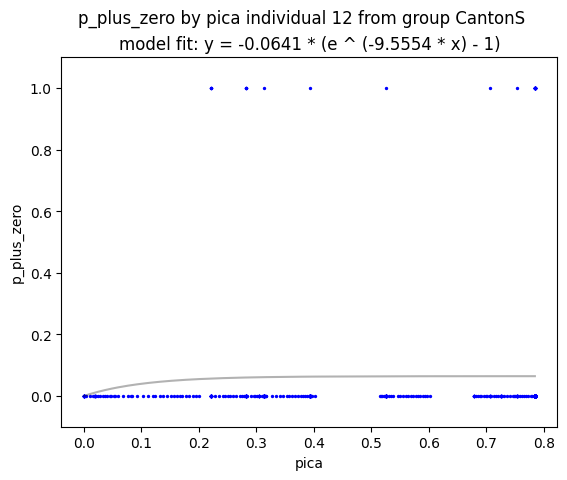 p_plus_zero by pica individual 12 from group CantonS
model fit: y = -0.0641 * (e ^ (-9.5554 * x) - 1)
1.0
0.8
0.6
0.4
0.2
0.0
p_plus_zero
0.0 0.1 0.2 0.3 0.4 0.5 0.6 0.7 0.8
pica